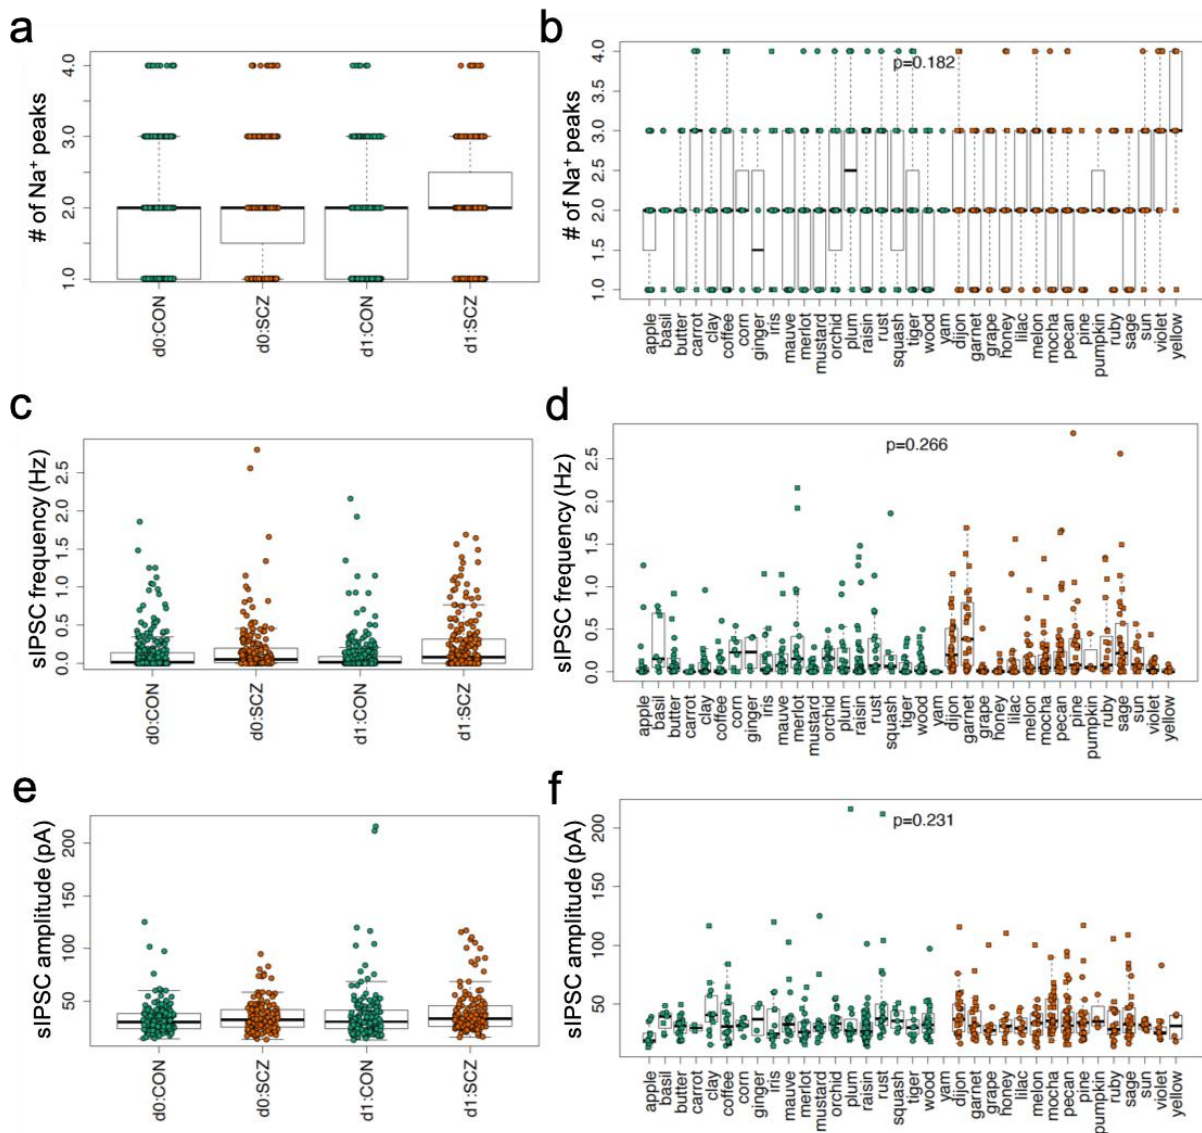 a
# of Na⁺ peaks
4.0
3.0
2.0
1.0
d0:CON
d0:SCZ
d1:CON
d1:SCZ
b
# of Na⁺ peaks
4.0
3.5
3.0
2.5
2.0
1.5
1.0
p=0.182
apple
basil
butter
carrot
clay
coffee
corn
ginger
iris
mauve
merlot
mustard
orchid
plum
raisin
rust
squash
tiger
wood
yam
dijon
garnet
grape
honey
lilac
melon
mocha
pecan
pine
pumpkin
ruby
sage
sun
violet
yellow
c
sIPSC frequency (Hz)
2.5
2.0
1.5
1.0
0.5
0.0
d0:CON
d0:SCZ
d1:CON
d1:SCZ
d
sIPSC frequency (Hz)
2.5
2.0
1.5
1.0
0.5
0.0
p=0.266
apple
basil
butter
carrot
clay
coffee
corn
ginger
iris
mauve
merlot
mustard
orchid
plum
raisin
rust
squash
tiger
wood
yam
dijon
garnet
grape
honey
lilac
melon
mocha
pecan
pine
pumpkin
ruby
sage
sun
violet
yellow
e
sIPSC amplitude (pA)
200
150
100
50
d0:CON
d0:SCZ
d1:CON
d1:SCZ
f
sIPSC amplitude (pA)
200
150
100
50
p=0.231
apple
basil
butter
carrot
clay
coffee
corn
ginger
iris
mauve
merlot
mustard
orchid
plum
raisin
rust
squash
tiger
wood
yam
dijon
garnet
grape
honey
lilac
melon
mocha
pecan
pine
pumpkin
ruby
sage
sun
violet
yellow